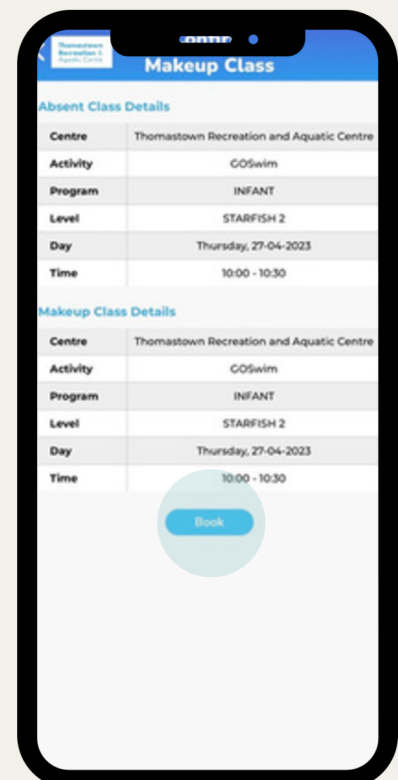 Thomastown
Recreation &
Aquatic Centre
Makeup Class
Absent Class Details
Centre Thomastown Recreation and Aquatic Centre
Activity GOSwim
Program INFANT
Level STARFISH 2
Day Thursday, 27-04-2023
Time 10:00 - 10:30
Makeup Class Details
Centre Thomastown Recreation and Aquatic Centre
Activity GOSwim
Program INFANT
Level STARFISH 2
Day Thursday, 27-04-2023
Time 10:00 - 10:30
Book